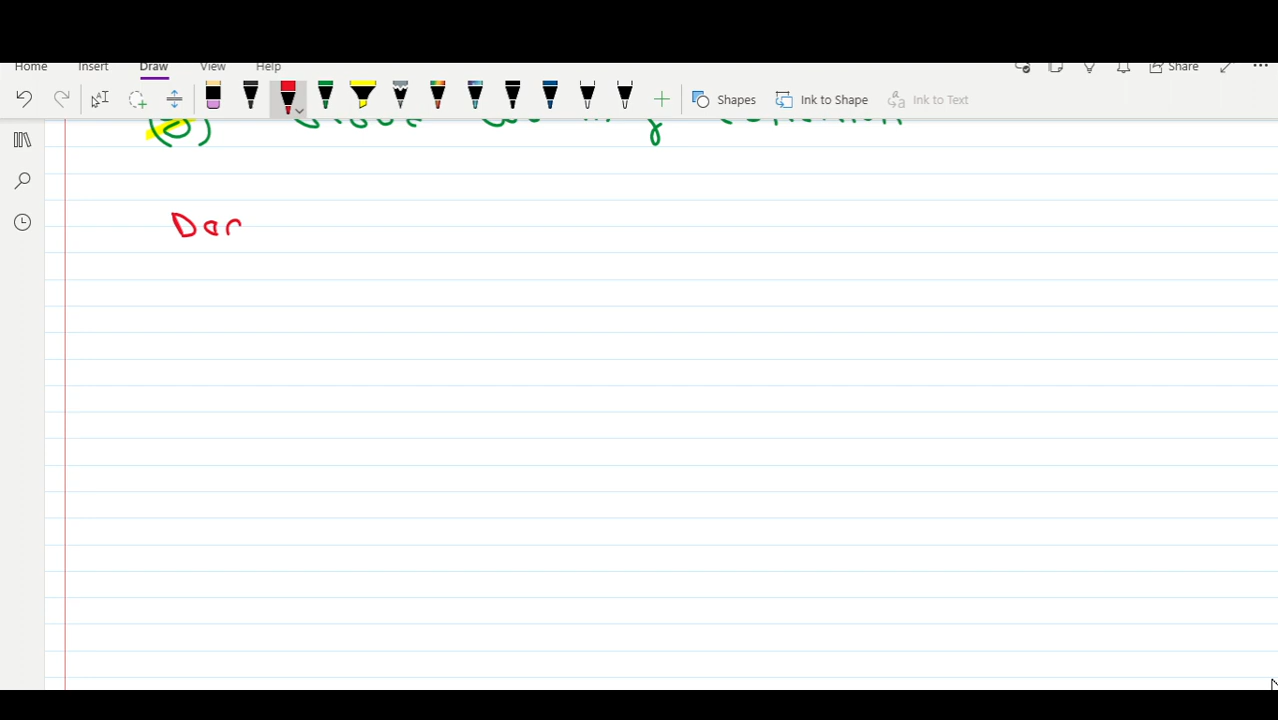 Home Insert Draw View Help Share
Shapes Ink to Shape Ink to Text
Dar